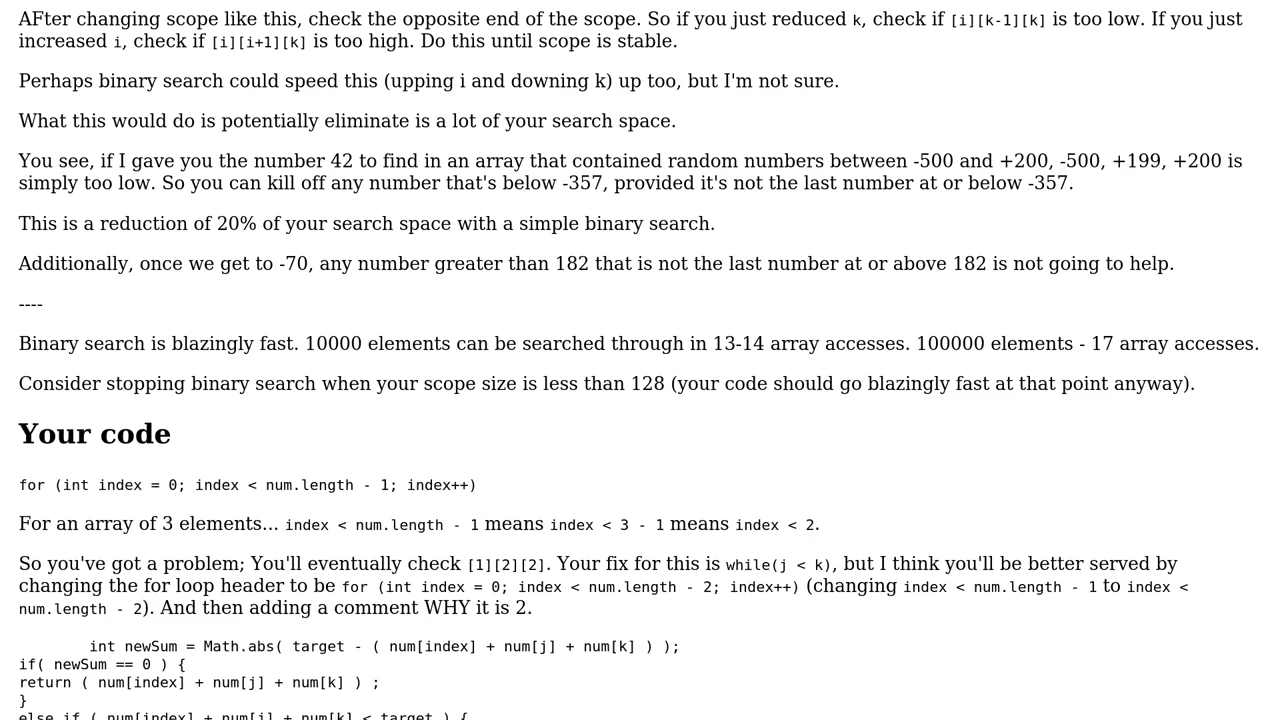 AFter changing scope like this, check the opposite end of the scope. So if you just reduced k, check if [i][k-1][k] is too low. If you just
increased i, check if [i][i+1][k] is too high. Do this until scope is stable.
Perhaps binary search could speed this (upping i and downing k) up too, but I'm not sure.
What this would do is potentially eliminate is a lot of your search space.
You see, if I gave you the number 42 to find in an array that contained random numbers between -500 and +200, -500, +199, +200 is
simply too low. So you can kill off any number that's below -357, provided it's not the last number at or below -357.
This is a reduction of 20% of your search space with a simple binary search.
Additionally, once we get to -70, any number greater than 182 that is not the last number at or above 182 is not going to help.
----
Binary search is blazingly fast. 10000 elements can be searched through in 13-14 array accesses. 100000 elements - 17 array accesses.
Consider stopping binary search when your scope size is less than 128 (your code should go blazingly fast at that point anyway).
Your code
for (int index = 0; index < num.length - 1; index++)
For an array of 3 elements... index < num.length - 1 means index < 3 - 1 means index < 2.
So you've got a problem; You'll eventually check [1][2][2]. Your fix for this is while(j < k), but I think you'll be better served by
changing the for loop header to be for (int index = 0; index < num.length - 2; index++) (changing index < num.length - 1 to index <
num.length - 2). And then adding a comment WHY it is 2.
int newSum = Math.abs( target - ( num[index] + num[j] + num[k] ) );
if( newSum == 0 ) {
return ( num[index] + num[j] + num[k] ) ;
}
else if ( num[index] + num[j] + num[k] < target ) {